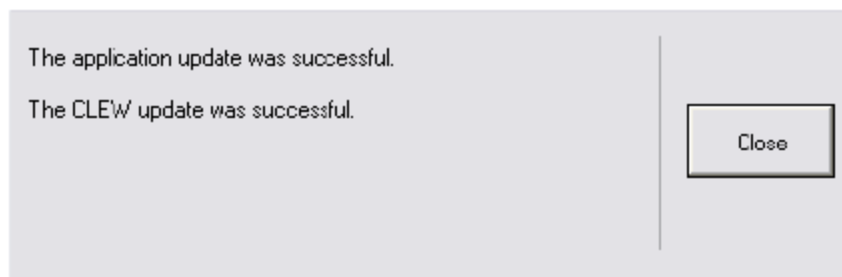 The application update was successful.
The CLEW update was successful.
Close